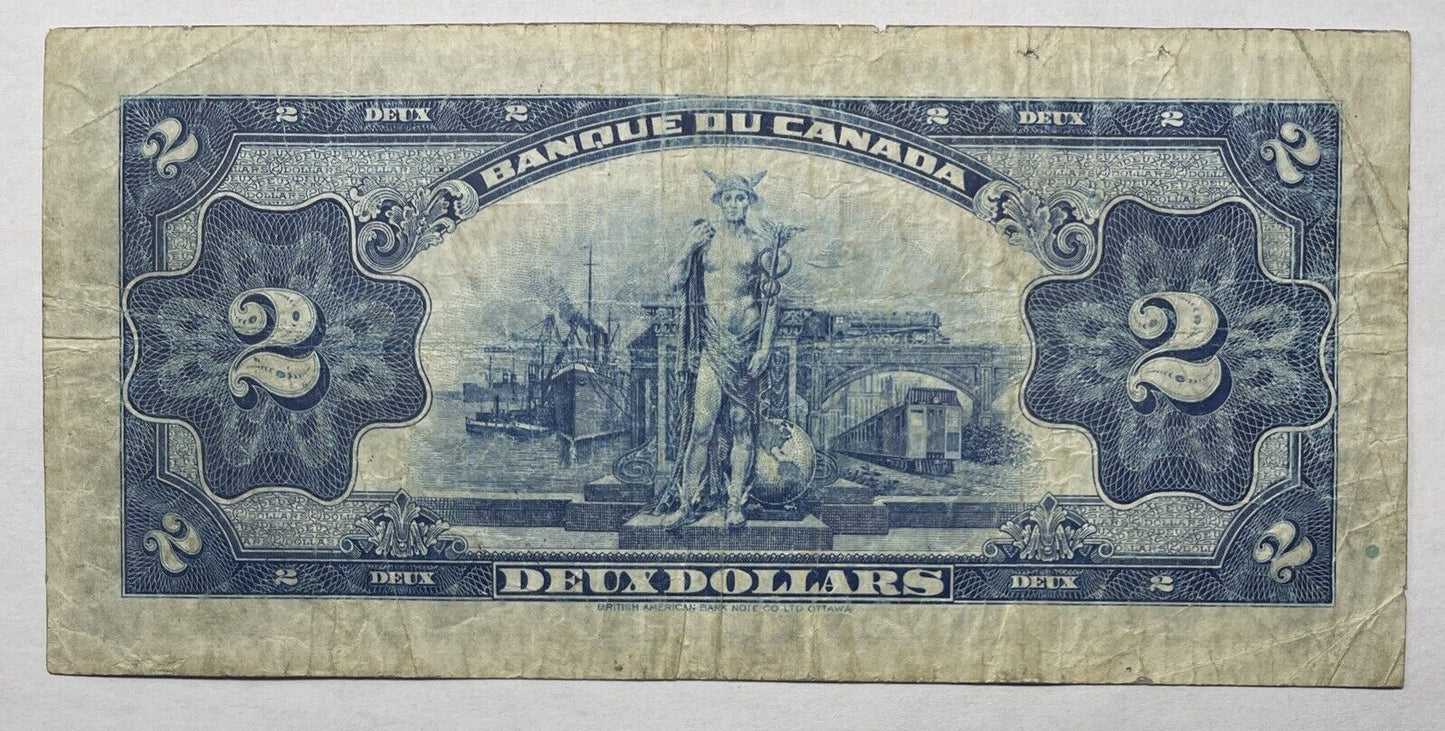 2 2 DEUX 2 2 DEUX 2 2
BANQUE DU CANADA
2 2
2 2 DEUX DEUX DOLLARS DEUX 2 2
BRITISH AMERICAN BANK NOTE CO LTD OTTAWA